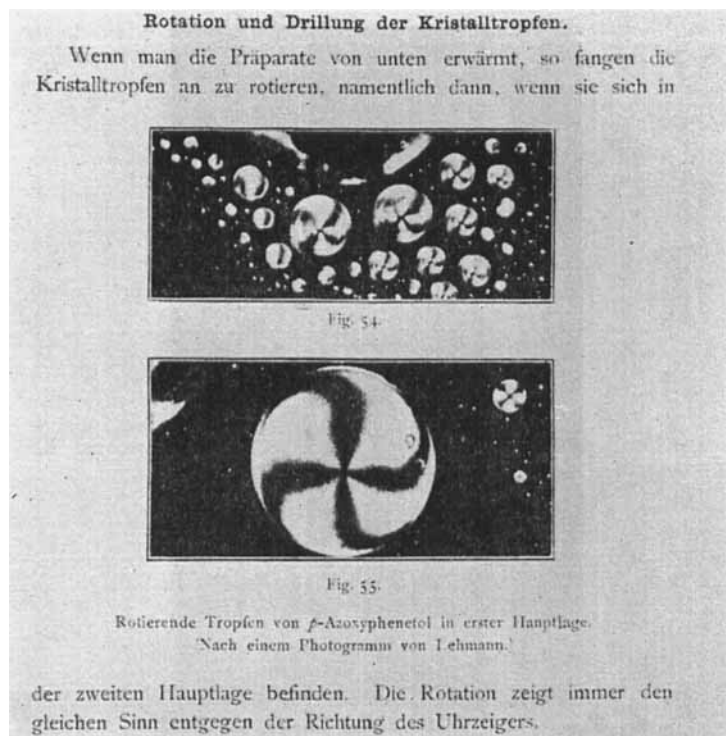 Rotation und Drillung der Kristalltropfen.
Wenn man die Präparate von unten erwärmt, so fangen die
Kristalltropfen an zu rotieren, namentlich dann, wenn sie sich in
Fig. 54.
Fig. 55.
Rotierende Tropfen von p-Azoxyphenetol in erster Hauptlage.
(Nach einem Photogramm von Lehmann.)
der zweiten Hauptlage befinden. Die Rotation zeigt immer den
gleichen Sinn entgegen der Richtung des Uhrzeigers.